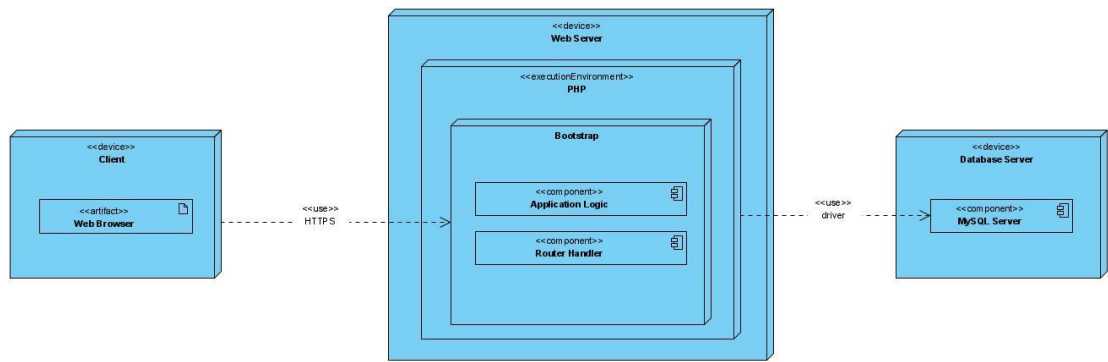 <<device>>
Client
<<artifact>>
Web Browser
<<use>>
HTTPS
<<device>>
Web Server
<<executionEnvironment>>
PHP
Bootstrap
<<component>>
Application Logic
<<component>>
Router Handler
<<use>>
driver
<<device>>
Database Server
<<component>>
MySQL Server